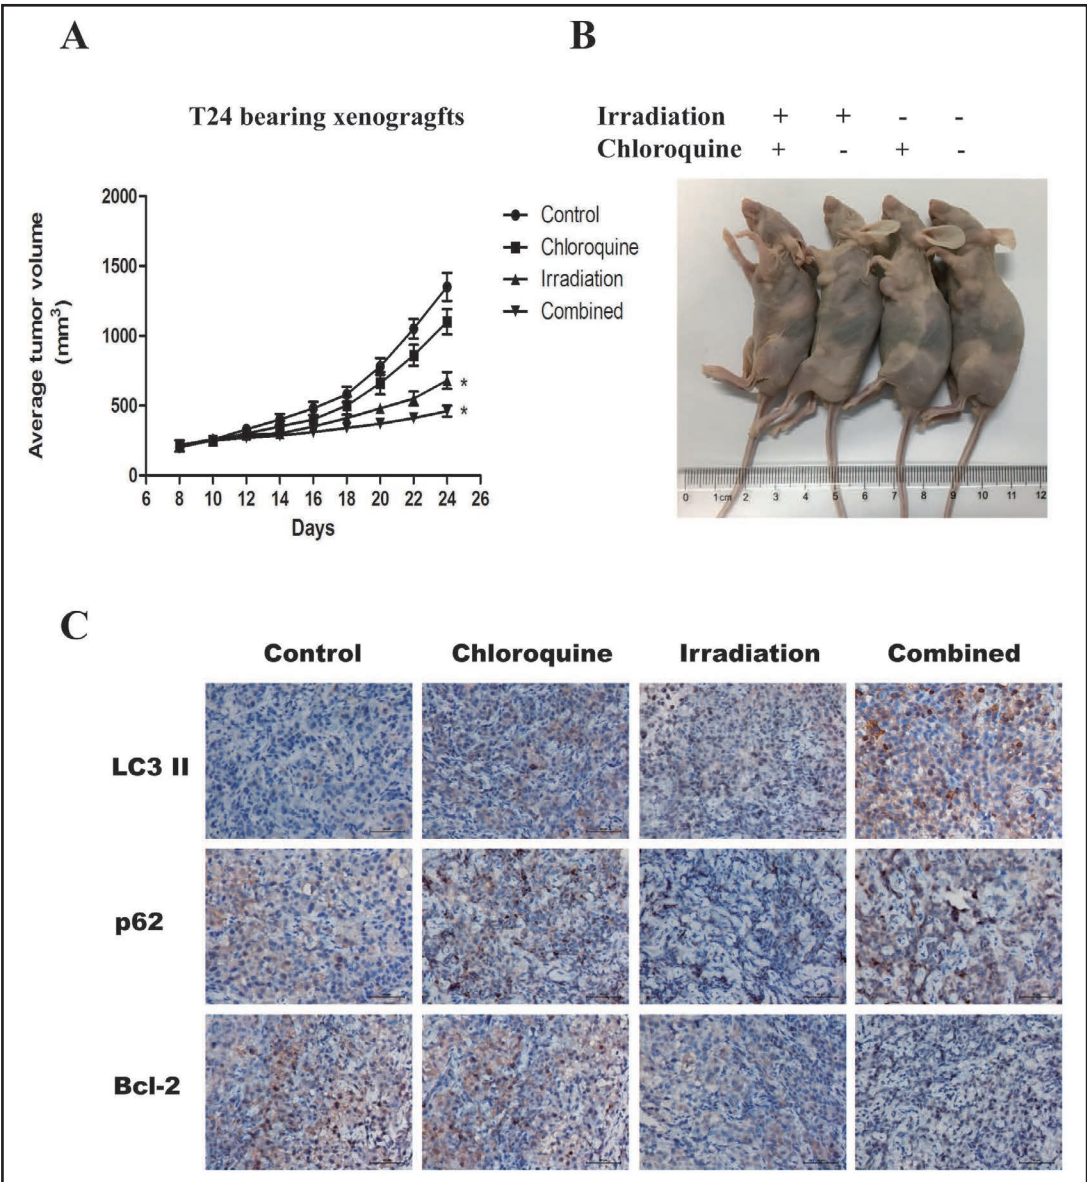 A
T24 bearing xenogragfts
2000
1500
1000
500
0
Average tumor volume
(mm3)
6 8 10 12 14 16 18 20 22 24 26
Days
Control
Chloroquine
Irradiation
Combined
*
*
B
Irradiation + + - -
Chloroquine + - + -
0 1cm 2 3 4 5 6 7 8 9 10 11 12
C
Control Chloroquine Irradiation Combined
LC3 II
p62
Bcl-2